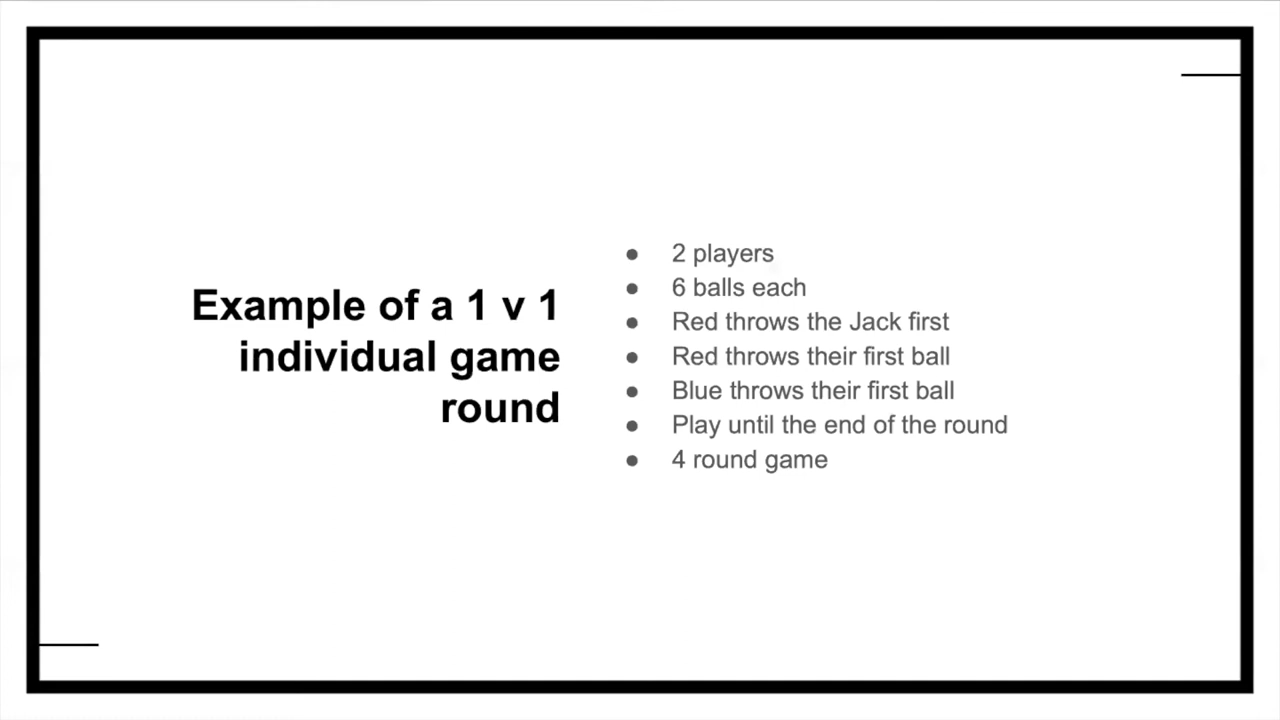 Example of a 1 v 1
individual game
round
● 2 players
● 6 balls each
● Red throws the Jack first
● Red throws their first ball
● Blue throws their first ball
● Play until the end of the round
● 4 round game